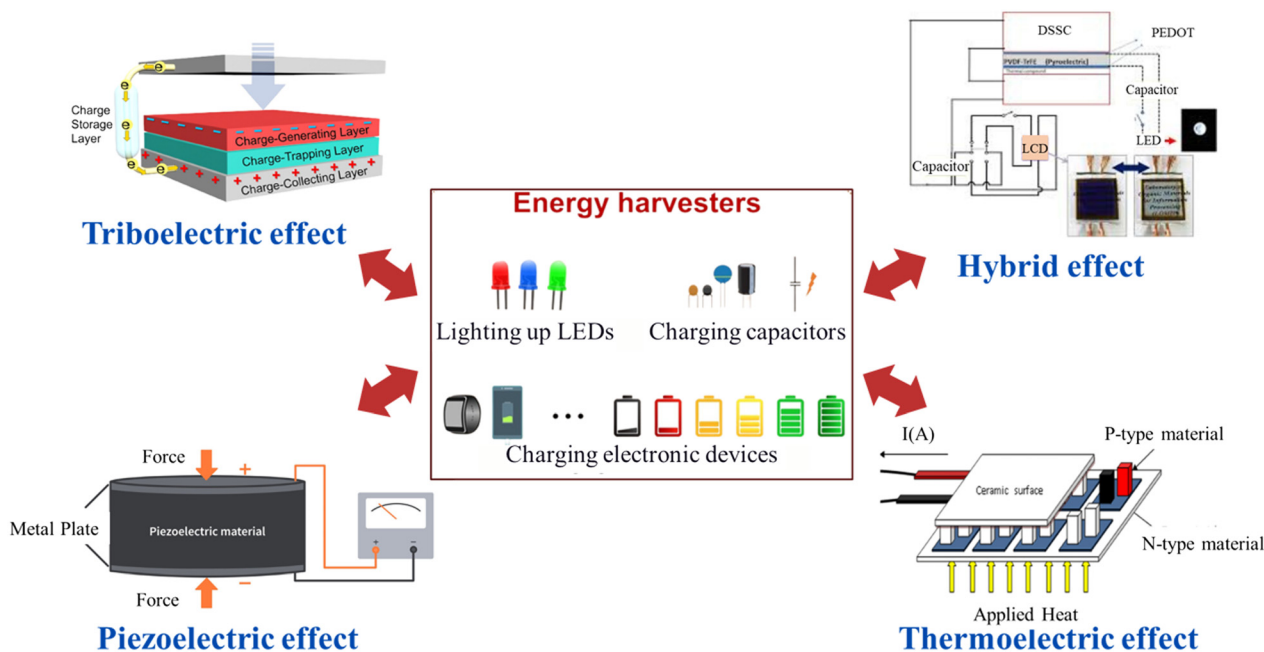 e
e
e
Charge
Storage
Layer
Charge-Generating Layer
Charge-Trapping Layer
Charge-Collecting Layer
Triboelectric effect
DSSC
PEDOT
PVDF-TrFE (Pyroelectric)
Thermal compound
Capacitor
LED
LCD
Capacitor
Hybrid effect
Energy harvesters
Lighting up LEDs
Charging capacitors
...
Charging electronic devices
Force
+
Metal Plate
Piezoelectric material
+
−
−
Force
Piezoelectric effect
I(A)
P-type material
Ceramic surface
N-type material
Applied Heat
Thermoelectric effect